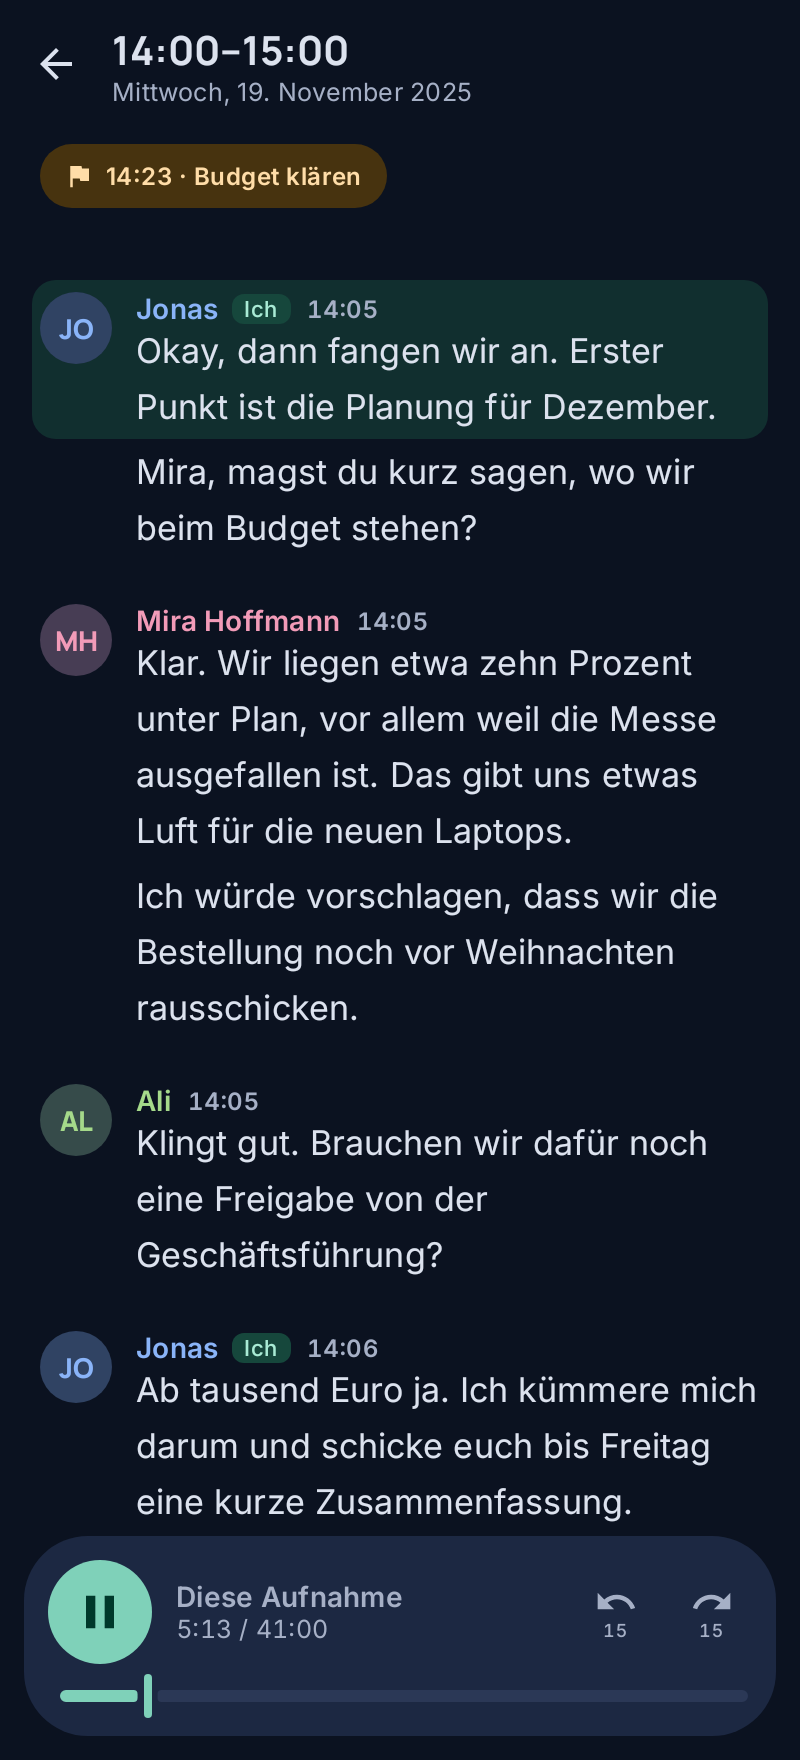 14:00–15:00
Mittwoch, 19. November 2025
14:23 · Budget klären
JO
Jonas Ich 14:05
Okay, dann fangen wir an. Erster
Punkt ist die Planung für Dezember.
Mira, magst du kurz sagen, wo wir
beim Budget stehen?
MH
Mira Hoffmann 14:05
Klar. Wir liegen etwa zehn Prozent
unter Plan, vor allem weil die Messe
ausgefallen ist. Das gibt uns etwas
Luft für die neuen Laptops.
Ich würde vorschlagen, dass wir die
Bestellung noch vor Weihnachten
rausschicken.
AL
Ali 14:05
Klingt gut. Brauchen wir dafür noch
eine Freigabe von der
Geschäftsführung?
JO
Jonas Ich 14:06
Ab tausend Euro ja. Ich kümmere mich
darum und schicke euch bis Freitag
eine kurze Zusammenfassung.
Diese Aufnahme
5:13 / 41:00
15 15